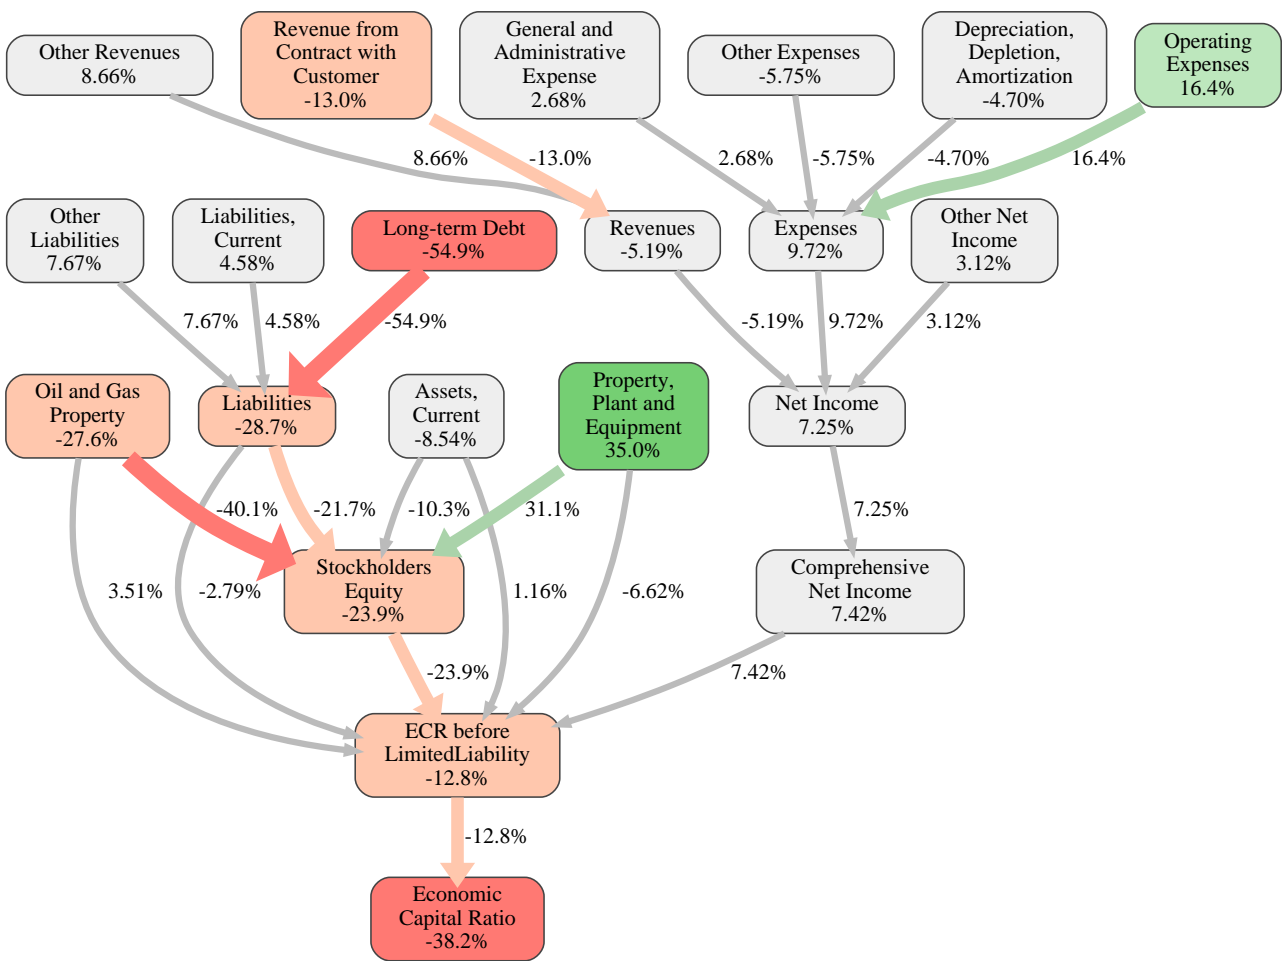 Other Revenues
8.66%
Revenue from
Contract with
Customer
-13.0%
General and
Administrative
Expense
2.68%
Other Expenses
-5.75%
Depreciation,
Depletion,
Amortization
-4.70%
Operating
Expenses
16.4%
8.66%
-13.0%
2.68%
-5.75%
-4.70%
16.4%
Other
Liabilities
7.67%
Liabilities,
Current
4.58%
Long-term Debt
-54.9%
Revenues
-5.19%
Expenses
9.72%
Other Net
Income
3.12%
7.67%
4.58%
-54.9%
-5.19%
9.72%
3.12%
Oil and Gas
Property
-27.6%
Liabilities
-28.7%
Assets,
Current
-8.54%
Property,
Plant and
Equipment
35.0%
Net Income
7.25%
-40.1%
-21.7%
-10.3%
31.1%
7.25%
3.51%
-2.79%
Stockholders
Equity
-23.9%
1.16%
-6.62%
Comprehensive
Net Income
7.42%
-23.9%
7.42%
ECR before
LimitedLiability
-12.8%
-12.8%
Economic
Capital Ratio
-38.2%